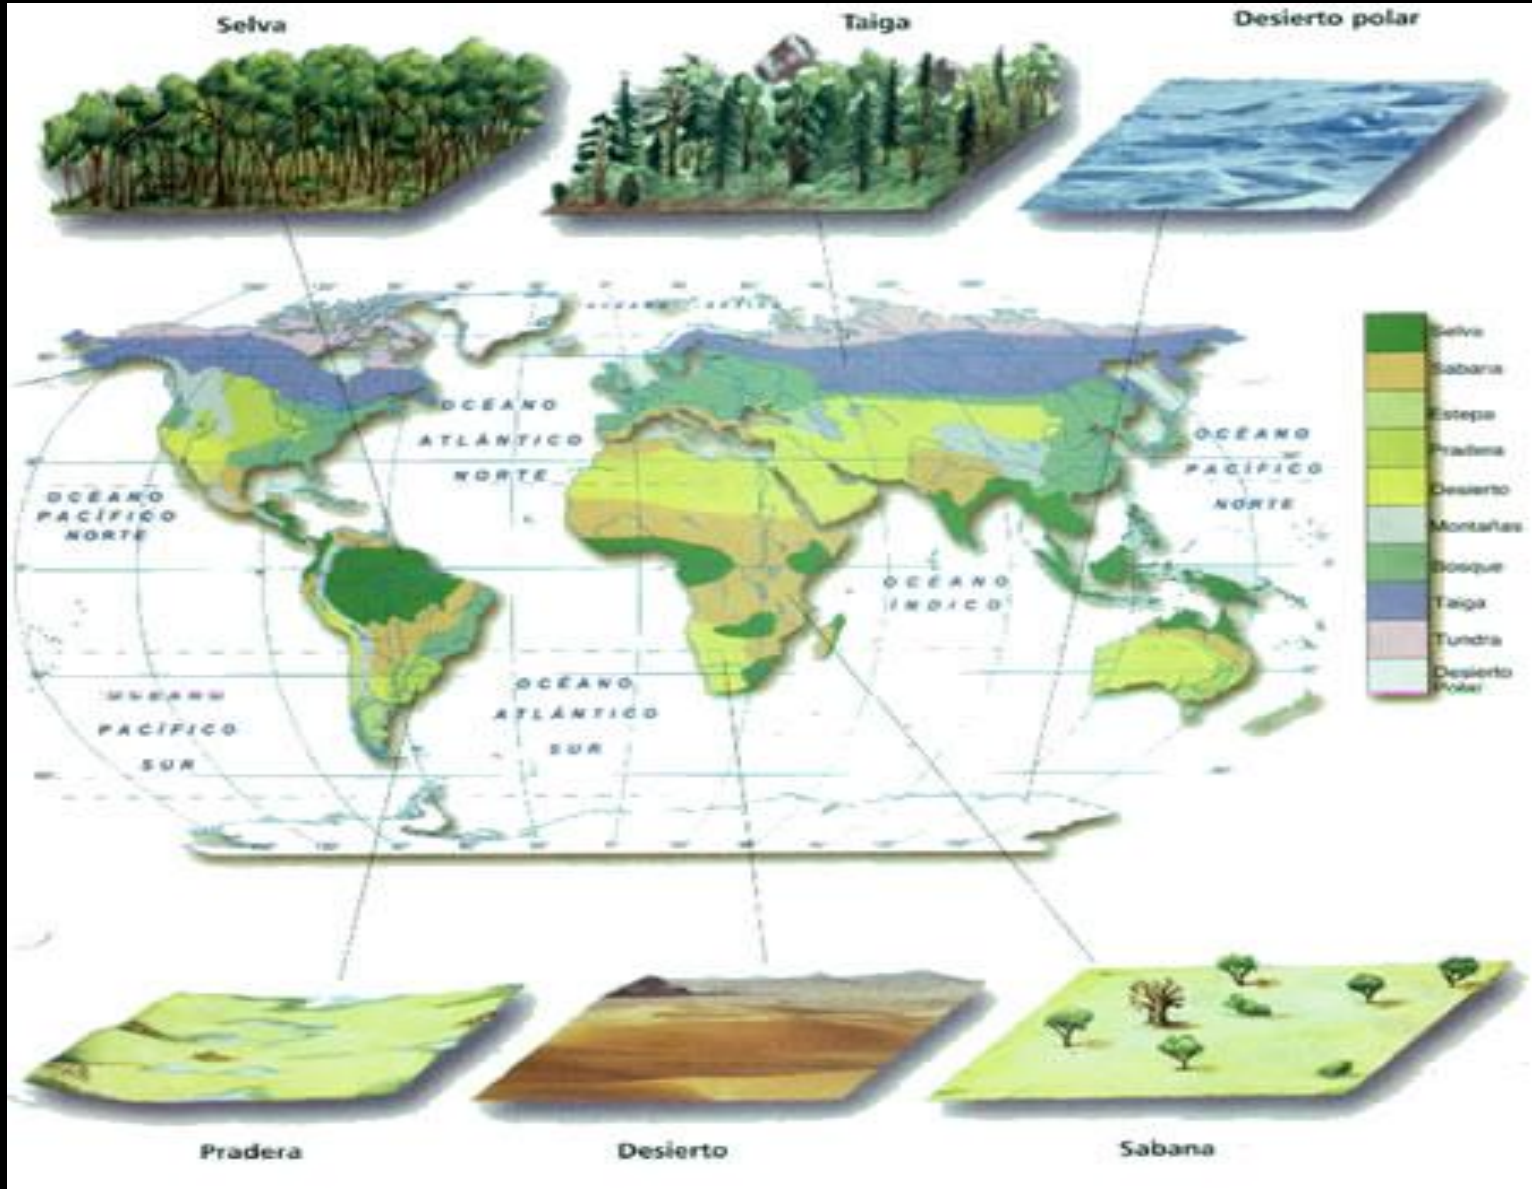 Selva
Taiga
Desierto polar
OCÉANO
ATLÁNTICO
NORTE
OCÉANO
PACÍFICO
NORTE
OCÉANO
PACÍFICO
NORTE
OCÉANO
ÍNDICO
OCÉANO
ATLÁNTICO
SUR
OCÉANO
PACÍFICO
SUR
Selva
Sabana
Estepa
Pradera
Desierto
Montañas
Bosque
Taiga
Tundra
Desierto
Polar
Pradera
Desierto
Sabana